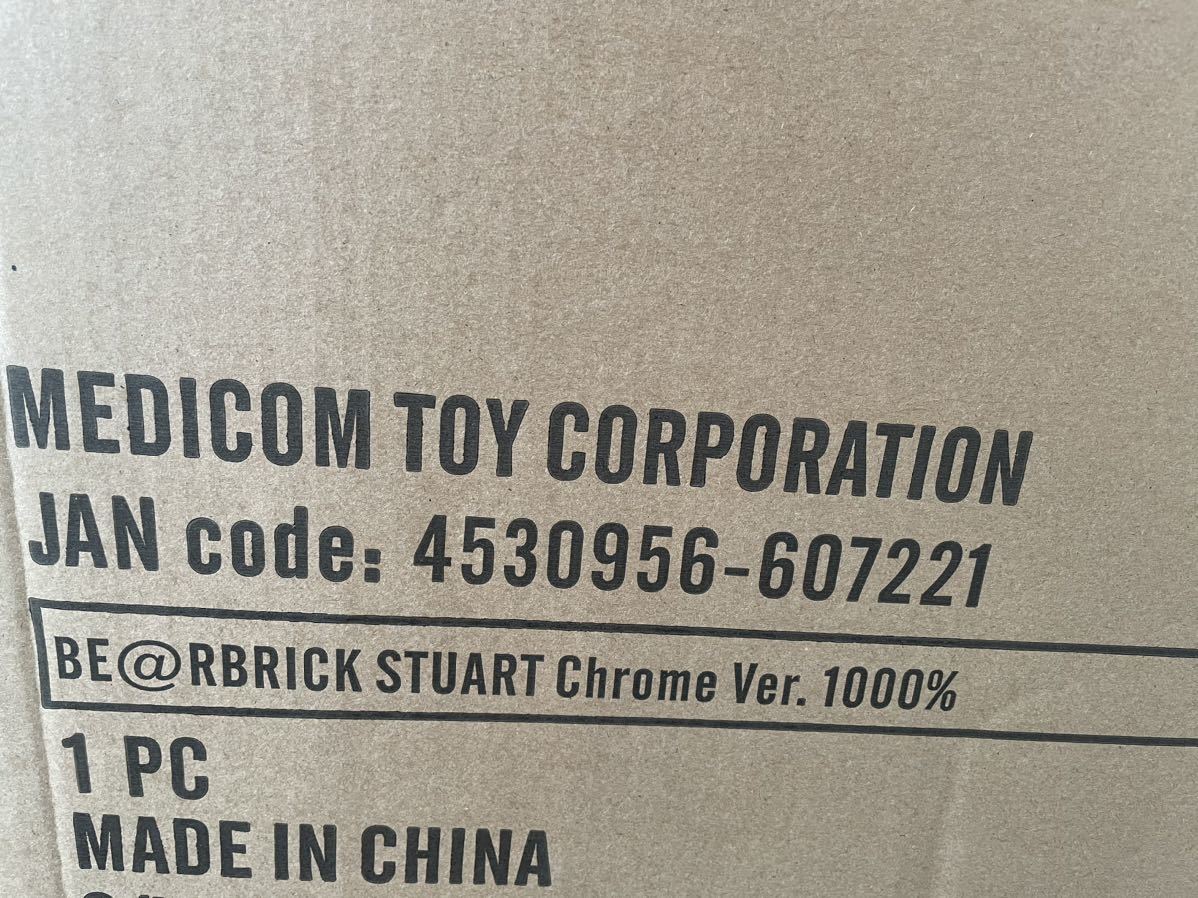 MEDICOM TOY CORPORATION
JAN code: 4530956-607221
BE@RBRICK STUART Chrome Ver. 1000%
1 PC
MADE IN CHINA